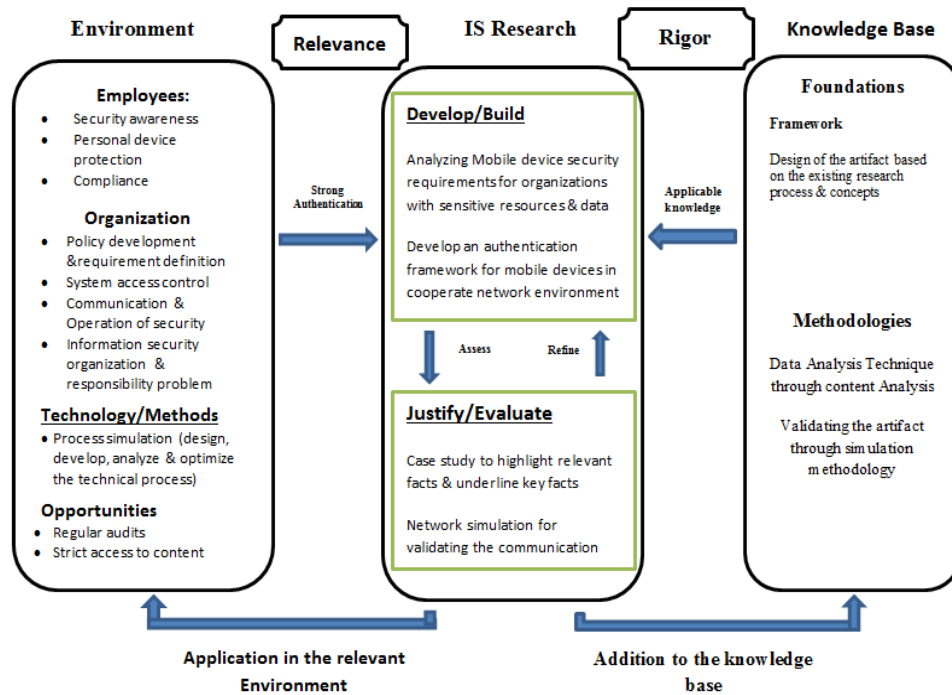 Environment
Relevance
IS Research
Rigor
Knowledge Base
Employees:
• Security awareness
• Personal device
protection
• Compliance
Organization
• Policy development
&requirement definition
• System access control
• Communication &
Operation of security
• Information security
organization &
responsibility problem
Technology/Methods
• Process simulation (design,
develop, analyze & optimize
the technical process)
Opportunities
• Regular audits
• Strict access to content
Strong
Authentication
Develop/Build
Analyzing Mobile device security
requirements for organizations
with sensitive resources & data
Develop an authentication
framework for mobile devices in
cooperate network environment
Assess
Refine
Justify/Evaluate
Case study to highlight relevant
facts & underline key facts
Network simulation for
validating the communication
Applicable
knowledge
Foundations
Framework
Design of the artifact based
on the existing research
process & concepts
Methodologies
Data Analysis Technique
through content Analysis
Validating the artifact
through simulation
methodology
Application in the relevant
Environment
Addition to the knowledge
base